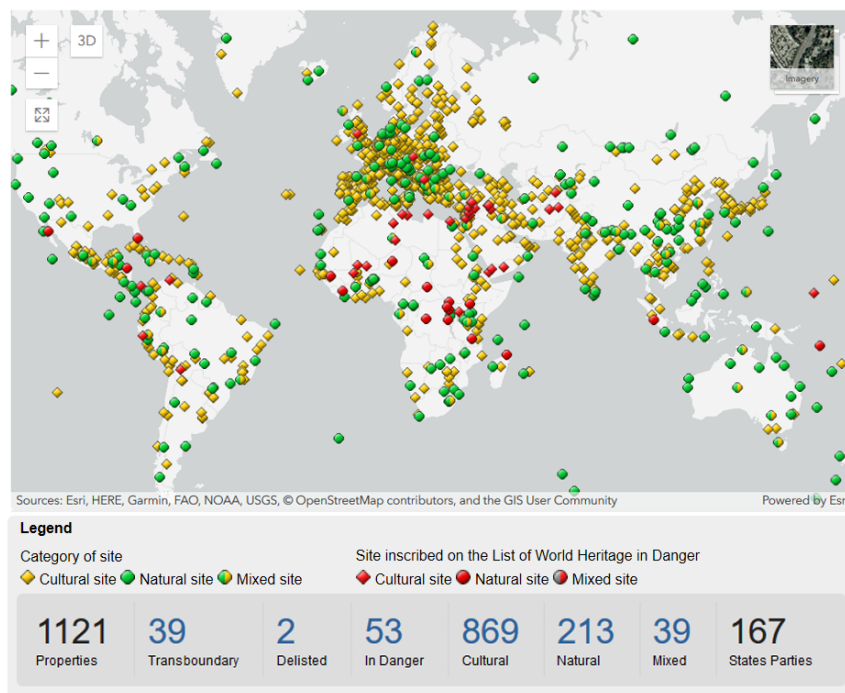 +
3D
−
Imagery
Sources: Esri, HERE, Garmin, FAO, NOAA, USGS, © OpenStreetMap contributors, and the GIS User Community
Powered by Esr
Legend
Category of site
Site inscribed on the List of World Heritage in Danger
Cultural site Natural site Mixed site
Cultural site Natural site Mixed site
1121 39 2 53 869 213 39 167
Properties Transboundary Delisted In Danger Cultural Natural Mixed States Parties